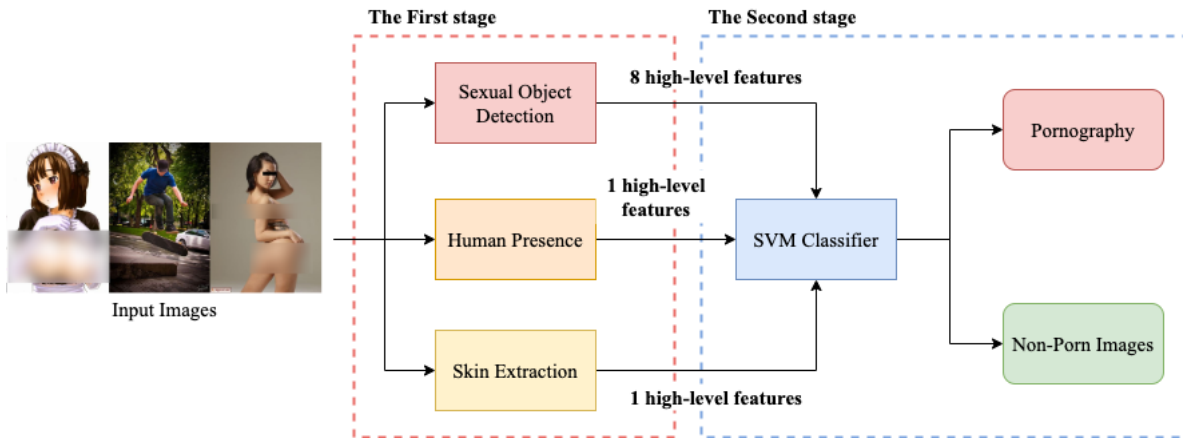 The First stage
The Second stage
8 high-level features
Sexual Object
Detection
Pornography
1 high-level
features
Human Presence
SVM Classifier
Input Images
Skin Extraction
Non-Porn Images
1 high-level features